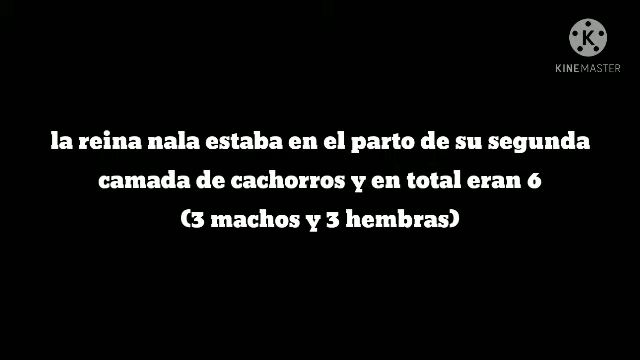 KINEMASTER
la reina nala estaba en el parto de su segunda
camada de cachorros y en total eran 6
(3 machos y 3 hembras)